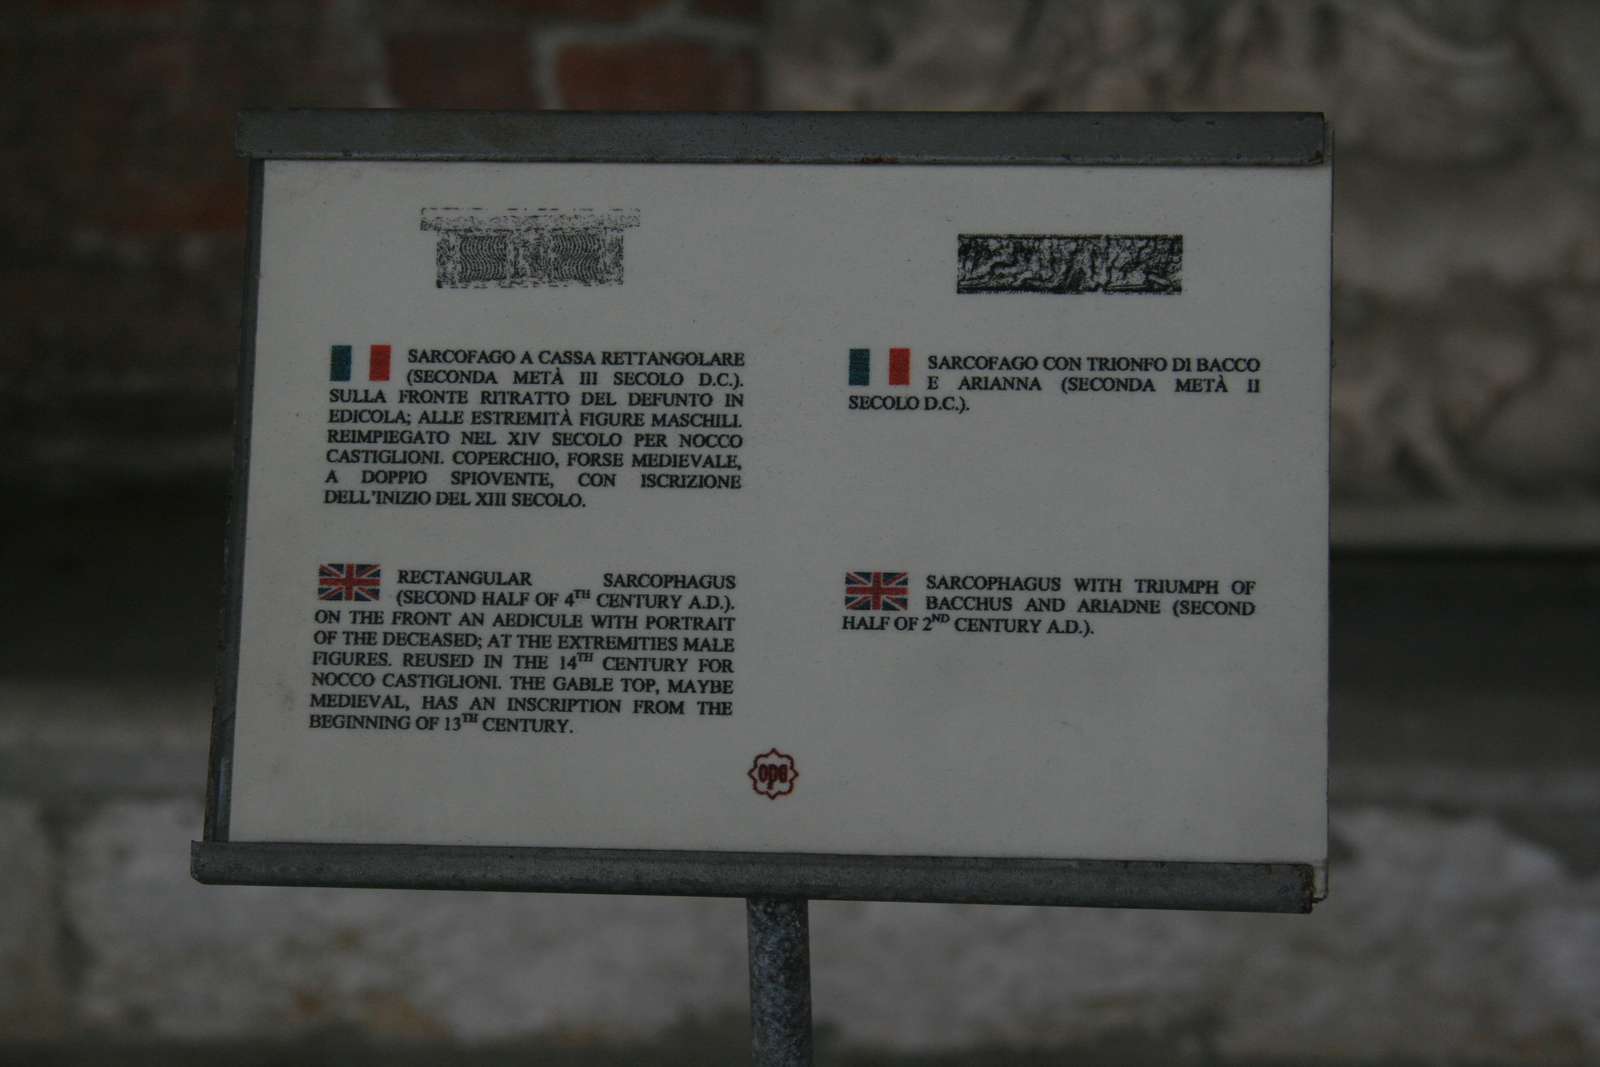 SARCOFAGO A CASSA RETTANGOLARE
(SECONDA METÀ III SECOLO D.C.).
SULLA FRONTE RITRATTO DEL DEFUNTO IN
EDICOLA; ALLE ESTREMITÀ FIGURE MASCHILI.
REIMPIEGATO NEL XIV SECOLO PER NOCCO
CASTIGLIONI. COPERCHIO, FORSE MEDIEVALE,
A DOPPIO SPIOVENTE, CON ISCRIZIONE
DELL'INIZIO DEL XIII SECOLO.
RECTANGULAR SARCOPHAGUS
(SECOND HALF OF 4TH CENTURY A.D.).
ON THE FRONT AN AEDICULE WITH PORTRAIT
OF THE DECEASED; AT THE EXTREMITIES MALE
FIGURES. REUSED IN THE 14TH CENTURY FOR
NOCCO CASTIGLIONI. THE GABLE TOP, MAYBE
MEDIEVAL, HAS AN INSCRIPTION FROM THE
BEGINNING OF 13TH CENTURY.
SARCOFAGO CON TRIONFO DI BACCO
E ARIANNA (SECONDA METÀ II
SECOLO D.C.).
SARCOPHAGUS WITH TRIUMPH OF
BACCHUS AND ARIADNE (SECOND
HALF OF 2ND CENTURY A.D.).
opa